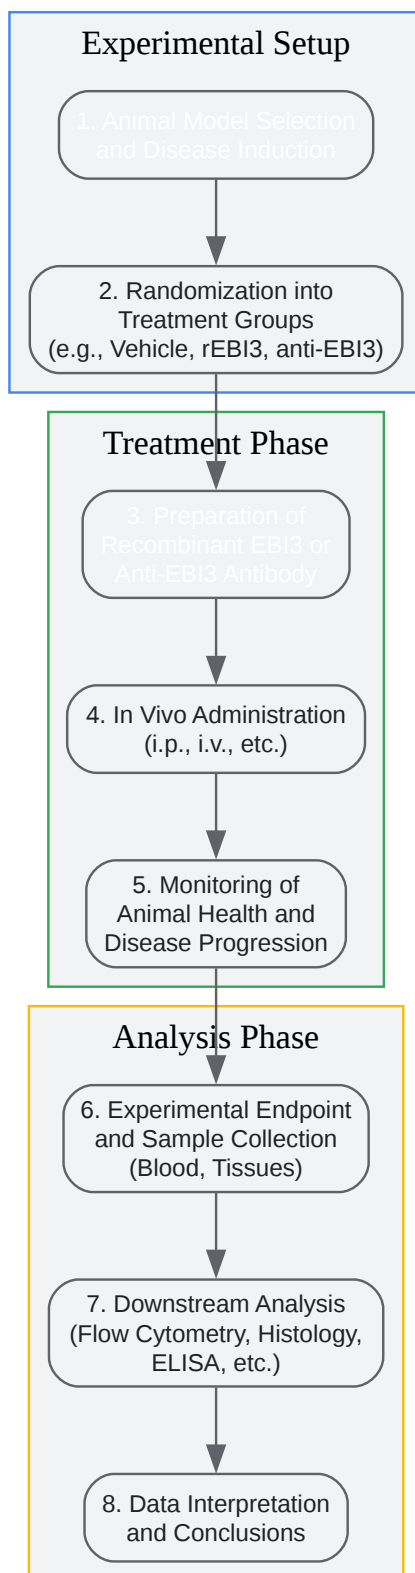 Experimental Setup
1. Animal Model Selection
and Disease Induction
2. Randomization into
Treatment Groups
(e.g., Vehicle, rEBI3, anti-EBI3)
Treatment Phase
3. Preparation of
Recombinant EBI3 or
Anti-EBI3 Antibody
4. In Vivo Administration
(i.p., i.v., etc.)
5. Monitoring of
Animal Health and
Disease Progression
Analysis Phase
6. Experimental Endpoint
and Sample Collection
(Blood, Tissues)
7. Downstream Analysis
(Flow Cytometry, Histology,
ELISA, etc.)
8. Data Interpretation
and Conclusions